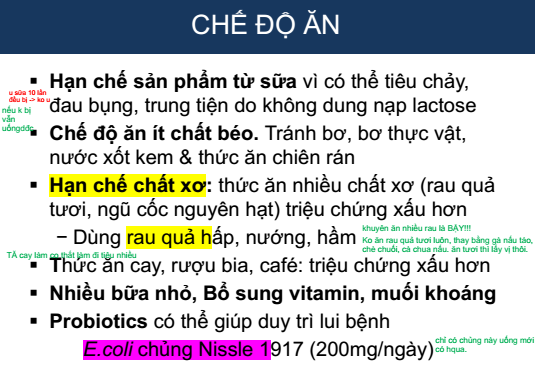 CHẾ ĐỘ ĂN
▪ Hạn chế sản phẩm từ sữa vì có thể tiêu chảy,
u sữa 10 lần
đều bị -> ko u
đau bụng, trung tiện do không dung nạp lactose
nếu k bị
vẫn
uốngdđc
▪ Chế độ ăn ít chất béo. Tránh bơ, bơ thực vật,
nước xốt kem & thức ăn chiên rán
▪ Hạn chế chất xơ: thức ăn nhiều chất xơ (rau quả
tươi, ngũ cốc nguyên hạt) triệu chứng xấu hơn
− Dùng rau quả hấp, nướng, hầm
khuyên ăn nhiều rau là BẬY!!!
Ko ăn rau quả tươi luôn, thay bằng gà nấu táo,
chè chuối, cà chua nấu. ăn tươi thì lấy vị thôi.
TĂ cay làm co thắt làm đi tiêu nhiều
▪ Thức ăn cay, rượu bia, café: triệu chứng xấu hơn
▪ Nhiều bữa nhỏ, Bổ sung vitamin, muối khoáng
▪ Probiotics có thể giúp duy trì lui bệnh
E.coli chủng Nissle 1917 (200mg/ngày)
chỉ có chủng này uống mới
có hqua.